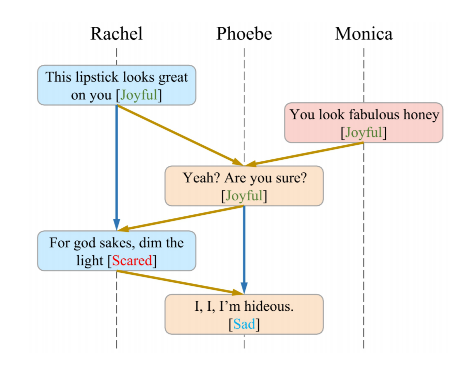 Rachel
Phoebe
Monica
This lipstick looks great
on you [Joyful]
You look fabulous honey
[Joyful]
Yeah? Are you sure?
[Joyful]
For god sakes, dim the
light [Scared]
I, I, I'm hideous.
[Sad]